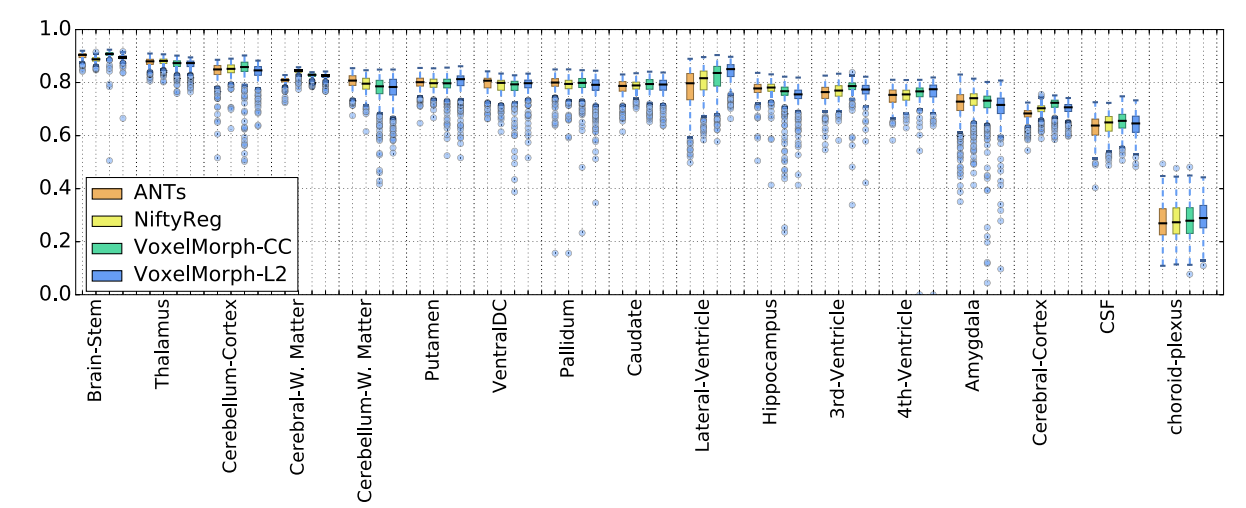 1.0
0.8
0.6
0.4
0.2
0.0
ANTs
NiftyReg
VoxelMorph-CC
VoxelMorph-L2
Brain-Stem
Thalamus
Cerebellum-Cortex
Cerebral-W. Matter
Cerebellum-W. Matter
Putamen
VentralDC
Pallidum
Caudate
Lateral-Ventricle
Hippocampus
3rd-Ventricle
4th-Ventricle
Amygdala
Cerebral-Cortex
CSF
choroid-plexus